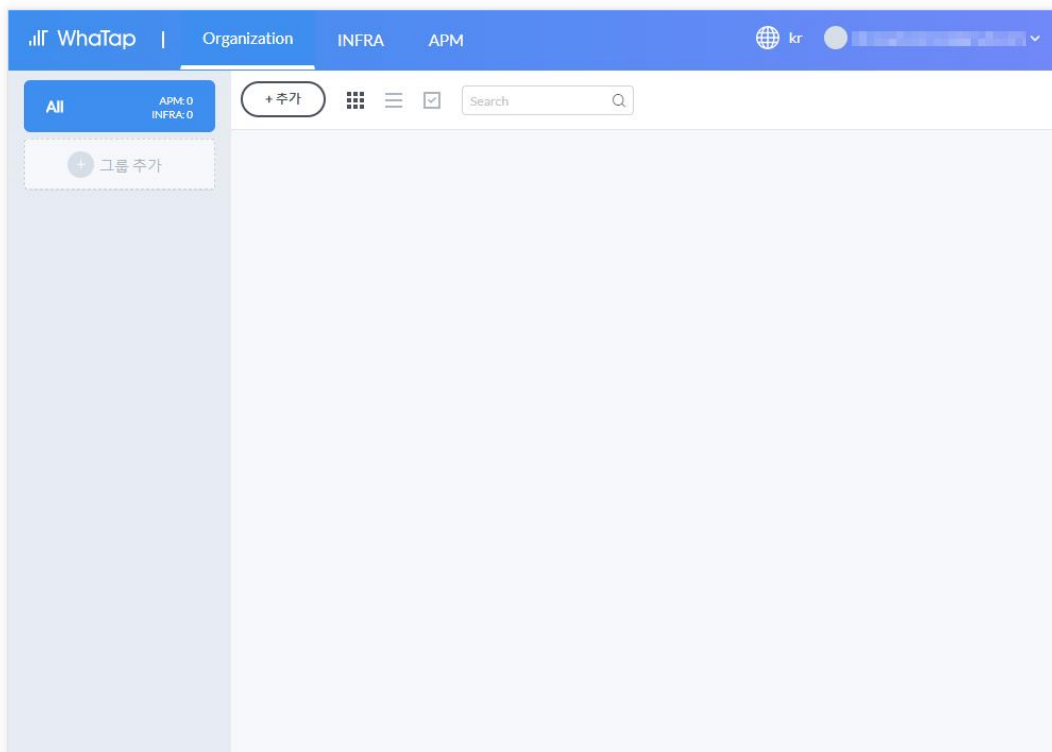 WhaTap | Organization INFRA APM kr
All APM: 0
INFRA: 0
+ 추가 Search
+ 그룹 추가